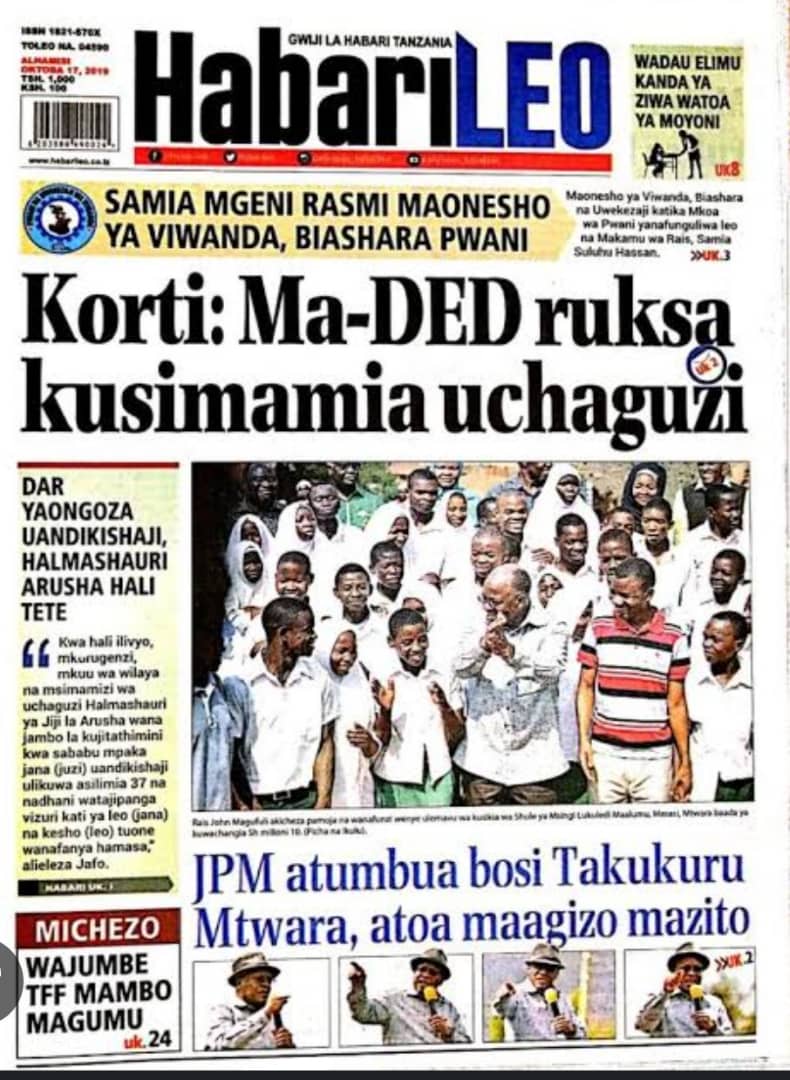 ISSN 1821-570X
TOLEO NA. 04590
ALHAMISI
OKTOBA 17, 2019
TSH. 1,000
KSH. 100
www.habarileo.co.tz
GWIJI LA HABARI TANZANIA
HabariLEO
WADAU ELIMU
KANDA YA
ZIWA WATOA
YA MOYONI
UK8
SAMIA MGENI RASMI MAONESHO
YA VIWANDA, BIASHARA PWANI
Maonesho ya Viwanda, Biashara
na Uwekezaji katika Mkoa
wa Pwani yanafunguliwa leo
na Makamu wa Rais, Samia
Suluhu Hassan. »UK.3
Korti: Ma-DED ruksa
kusimamia uchaguzi
uk.2
DAR
YAONGOZA
UANDIKISHAJI,
HALMASHAURI
ARUSHA HALI
TETE
“ Kwa hali ilivyo,
mkurugenzi,
mkuu wa wilaya
na msimamizi wa
uchaguzi Halmashauri
ya Jiji la Arusha wana
jambo la kujitathimini
kwa sababu mpaka
jana (juzi) uandikishaji
ulikuwa asilimia 37 na
nadhani watajipanga
vizuri kati ya leo (jana)
na kesho (leo) tuone
wanafanya hamasa,”
alieleza Jafo.
HABARI UK.
Rais John Magufuli akicheza pamoja na wanafunzi wenye ulemavu wa kusikia wa Shule ya Msingi Lukuledi Maalumu, Masasi, Mtwara baada ya
kuwachangia Sh milioni 10. (Picha na Ikulu).
JPM atumbua bosi Takukuru
Mtwara, atoa maagizo mazito
»UK.2
MICHEZO
WAJUMBE
TFF MAMBO
MAGUMU
uk.24